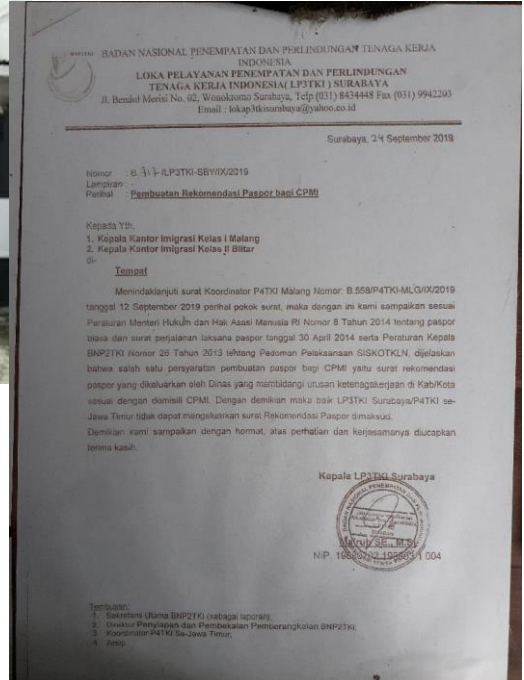 BADAN NASIONAL PENEMPATAN DAN PERLINDUNGAN TENAGA KERJA
INDONESIA
LOKA PELAYANAN PENEMPATAN DAN PERLINDUNGAN
TENAGA KERJA INDONESIA( LP3TKI ) SURABAYA
Jl. Bendul Merisi No. 02, Wonokromo Surabaya, Telp (031) 8434448 Fax (031) 9942293
Email : lokap3tkisurabaya@yahoo.co.id
Surabaya, 24 September 2019
Nomor : B.717/LP3TKI-SBY/IX/2019
Lampiran : -
Perihal : Pembuatan Rekomendasi Paspor bagi CPMI
Kepada Yth,
1. Kepala Kantor Imigrasi Kelas I Malang
2. Kepala Kantor Imigrasi Kelas II Blitar
di-
Tempat
Menindaklanjuti surat Koordinator P4TKI Malang Nomor: B.558/P4TKI-MLG/IX/2019
tanggal 12 September 2019 perihal pokok surat, maka dengan ini kami sampaikan sesuai
Peraturan Menteri Hukum dan Hak Asasi Manusia RI Nomor 8 Tahun 2014 tentang paspor
biasa dan surat perjalanan laksana paspor tanggal 30 April 2014 serta Peraturan Kepala
BNP2TKI Nomor 26 Tahun 2013 tentang Pedoman Pelaksanaan SISKOTKLN, dijelaskan
bahwa salah satu persyaratan pembuatan paspor bagi CPMI yaitu surat rekomendasi
paspor yang dikeluarkan oleh Dinas yang membidangi urusan ketenagakerjaan di Kab/Kota
sesuai dengan domisili CPMI. Dengan demikian maka baik LP3TKI Surabaya/P4TKI se-
Jawa Timur tidak dapat mengeluarkan surat Rekomendasi Paspor dimaksud.
Demikian kami sampaikan dengan hormat, atas perhatian dan kerjasamanya diucapkan
terima kasih.
Kepala LP3TKI Surabaya
Ma'rub SE., M.Si
NIP. 1 004
Tembusan:
1. Sekretaris Utama BNP2TKI (sebagai laporan);
2. Direktur Penyiapan dan Pembekalan Pemberangkatan BNP2TKI;
3. Koordinator P4TKI Se-Jawa Timur;
4. Arsip